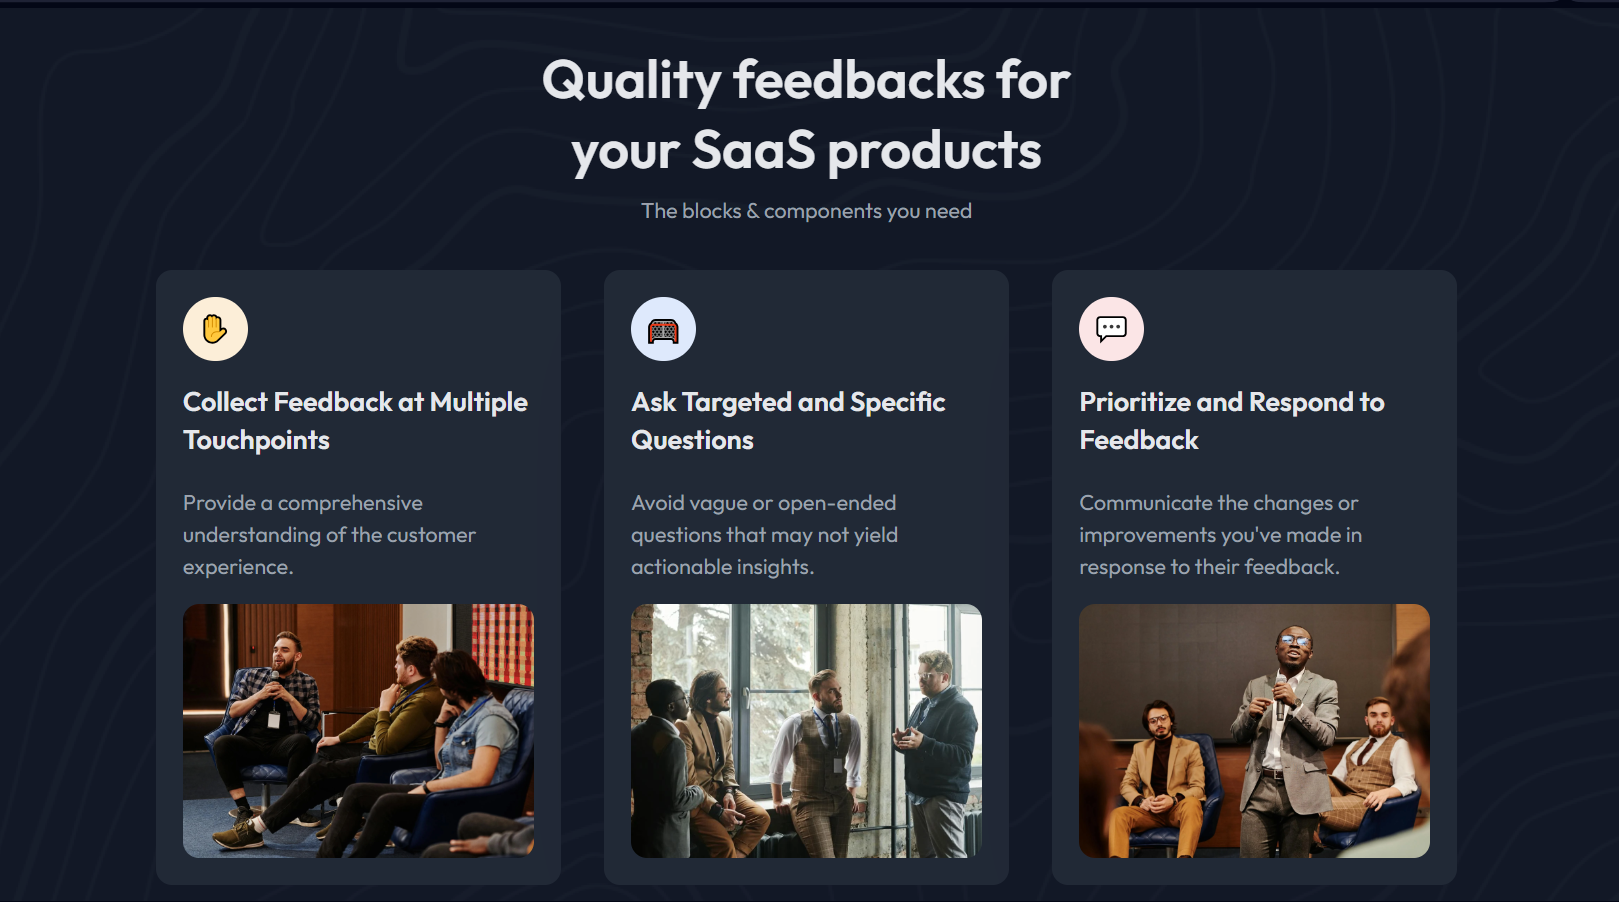 Quality feedbacks for
your SaaS products
The blocks & components you need
Collect Feedback at Multiple
Touchpoints
Provide a comprehensive
understanding of the customer
experience.
Ask Targeted and Specific
Questions
Avoid vague or open-ended
questions that may not yield
actionable insights.
Prioritize and Respond to
Feedback
Communicate the changes or
improvements you've made in
response to their feedback.